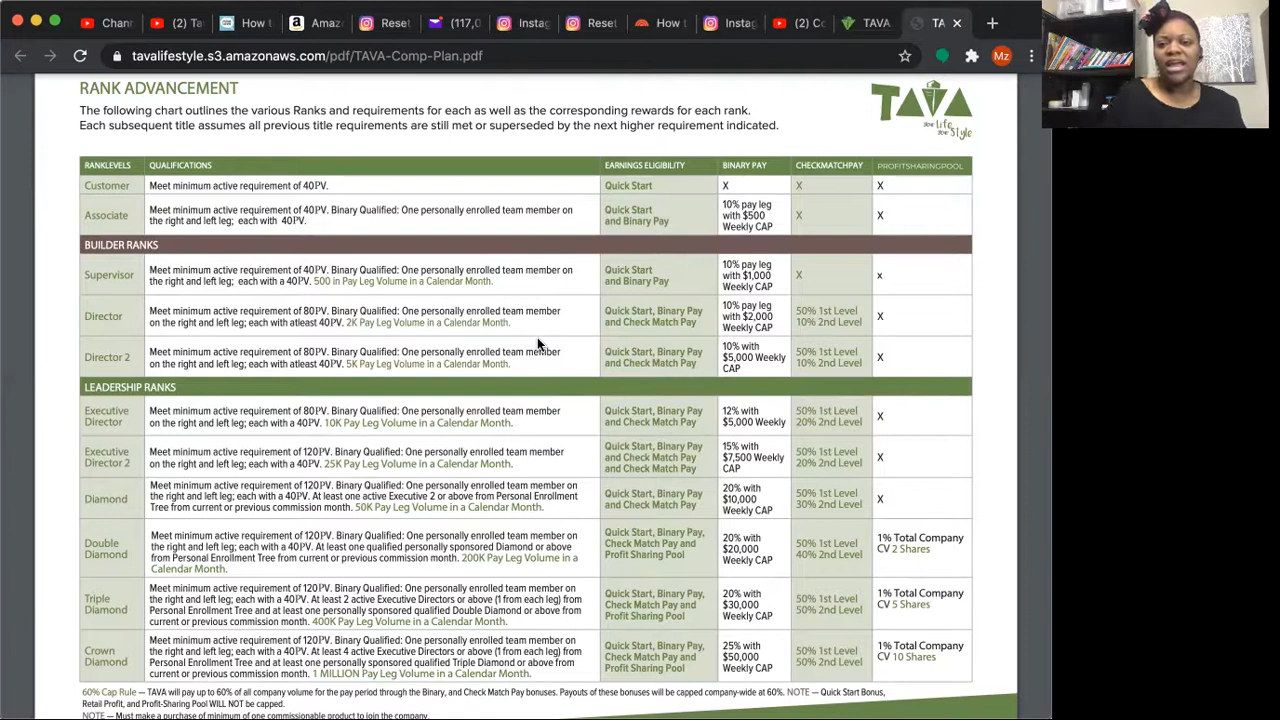 Chann
(2) Ta
How t
Amaz
Reset
(117,0
Instag
Reset
How t
Instag
(2) Co
TAVA
TA
tavalifestyle.s3.amazonaws.com/pdf/TAVA-Comp-Plan.pdf
Mz
RANK ADVANCEMENT
The following chart outlines the various Ranks and requirements for each as well as the corresponding rewards for each rank.
Each subsequent title assumes all previous title requirements are still met or superseded by the next higher requirement indicated.
TAVA
your Life. your Style
RANKLEVELS QUALIFICATIONS EARNINGS ELIGIBILITY BINARY PAY CHECKMATCHPAY PROFITSHARINGPOOL
Customer Meet minimum active requirement of 40PV. Quick Start X X X
Associate
Meet minimum active requirement of 40PV. Binary Qualified: One personally enrolled team member on
the right and left leg; each with 40PV.
Quick Start
and Binary Pay
10% pay leg
with $500
Weekly CAP
X
X
BUILDER RANKS
Supervisor
Meet minimum active requirement of 40PV. Binary Qualified: One personally enrolled team member on
the right and left leg; each with a 40PV. 500 in Pay Leg Volume in a Calendar Month.
Quick Start
and Binary Pay
10% pay leg
with $1,000
Weekly CAP
X
x
Director
Meet minimum active requirement of 80PV. Binary Qualified: One personally enrolled team member
on the right and left leg; each with atleast 40PV. 2K Pay Leg Volume in a Calendar Month.
Quick Start, Binary Pay
and Check Match Pay
10% pay leg
with $2,000
Weekly CAP
50% 1st Level
10% 2nd Level
X
Director 2
Meet minimum active requirement of 80PV. Binary Qualified: One personally enrolled team member
on the right and left leg; each with atleast 40PV. 5K Pay Leg Volume in a Calendar Month.
Quick Start, Binary Pay
and Check Match Pay
10% with
$5,000 Weekly
CAP
50% 1st Level
10% 2nd Level
X
LEADERSHIP RANKS
Executive
Director
Meet minimum active requirement of 80PV. Binary Qualified: One personally enrolled team member
on the right and left leg; each with a 40PV. 10K Pay Leg Volume in a Calendar Month.
Quick Start, Binary Pay
and Check Match Pay
12% with
$5,000 Weekly
50% 1st Level
20% 2nd Level
X
Executive
Director 2
Meet minimum active requirement of 120PV. Binary Qualified: One personally enrolled team member
on the right and left leg; each with a 40PV. 25K Pay Leg Volume in a Calendar Month.
Quick Start, Binary Pay
and Check Match Pay
and Check Match Pay
15% with
$7,500 Weekly
CAP
50% 1st Level
20% 2nd Level
X
Diamond
Meet minimum active requirement of 120PV. Binary Qualified: One personally enrolled team member on
the right and left leg; each with a 40PV. At least one active Executive 2 or above from Personal Enrollment
Tree from current or previous commission month. 50K Pay Leg Volume in a Calendar Month.
Quick Start, Binary Pay
and Check Match Pay
20% with
$10,000
Weekly CAP
50% 1st Level
30% 2nd Level
X
Double
Diamond
Meet minimum active requirement of 120PV. Binary Qualified: One personally enrolled team member on
the right and left leg; each with a 40PV. At least one qualified personally sponsored Diamond or above
from Personal Enrollment Tree from current or previous commission month. 200K Pay Leg Volume in a
Calendar Month.
Quick Start, Binary Pay,
Check Match Pay and
Profit Sharing Pool
20% with
$20,000
Weekly CAP
50% 1st Level
40% 2nd Level
1% Total Company
CV 2 Shares
Triple
Diamond
Meet minimum active requirement of 120PV. Binary Qualified: One personally enrolled team member on
the right and left leg; each with a 40PV. At least 2 active Executive Directors or above (1 from each leg) from
Personal Enrollment Tree and at least one personally sponsored qualified Double Diamond or above from
current or previous commission month. 400K Pay Leg Volume in a Calendar Month.
Quick Start, Binary Pay,
Check Match Pay and
Profit Sharing Pool
20% with
$30,000
Weekly CAP
50% 1st Level
50% 2nd Level
1% Total Company
CV 5 Shares
Crown
Diamond
Meet minimum active requirement of 120PV. Binary Qualified: One personally enrolled team member on
the right and left leg; each with a 40PV. At least 4 active Executive Directors or above (1 from each leg) from
Personal Enrollment Tree and at least one personally sponsored qualified Triple Diamond or above from
current or previous commission month. 1 MILLION Pay Leg Volume in a Calendar Month.
Quick Start, Binary Pay,
Check Match Pay and
Profit Sharing Pool
25% with
$50,000
Weekly CAP
50% 1st Level
50% 2nd Level
1% Total Company
CV 10 Shares
60% Cap Rule — TAVA will pay up to 60% of all company volume for the pay period through the Binary, and Check Match Pay bonuses. Payouts of these bonuses will be capped company-wide at 60%. NOTE — Quick Start Bonus,
Retail Profit, and Profit-Sharing Pool WILL NOT be capped.
NOTE — Must make a purchase of minimum of one commissionable product to join the company.